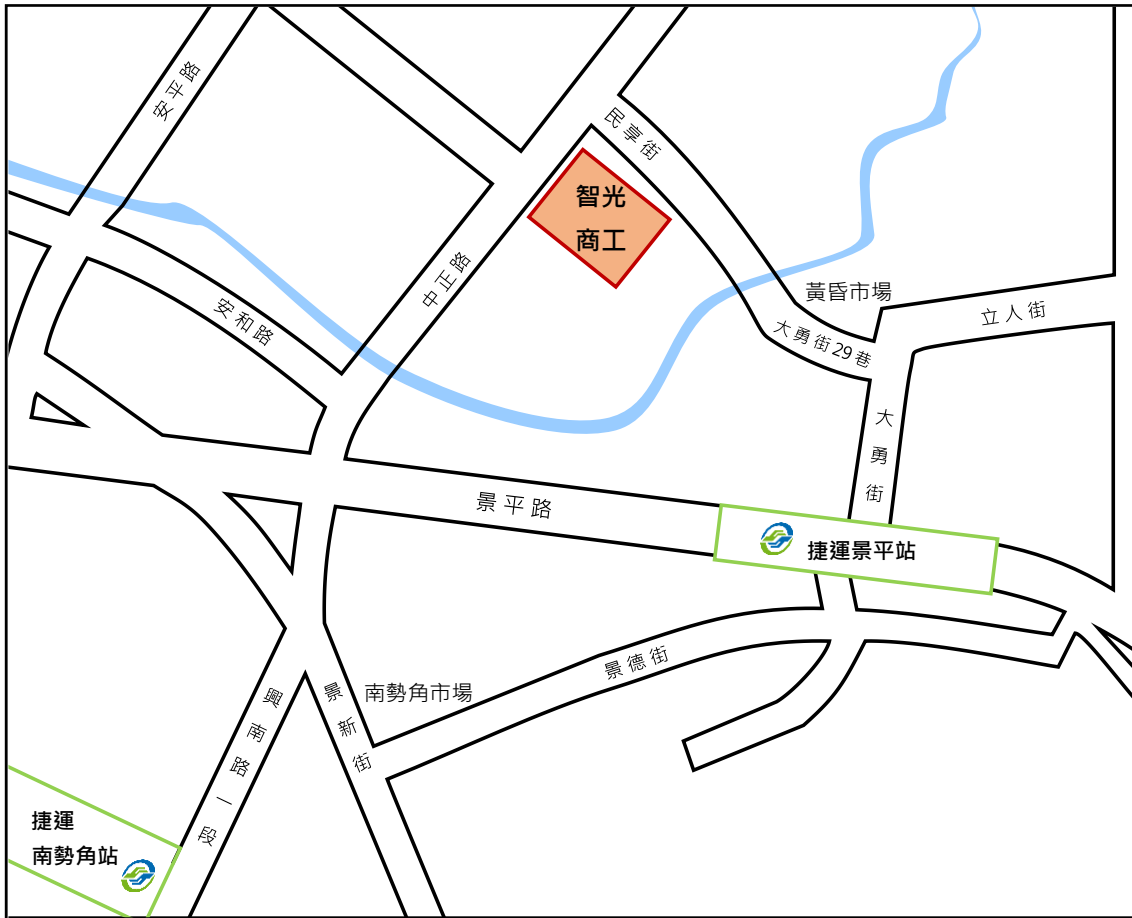 安平路
民享街
智光
商工
中正路
安和路
黃昏市場
立人街
大勇街29巷
大勇街
景平路
捷運景平站
景德街
南勢角市場
景新街
興南路一段
捷運
南勢角站